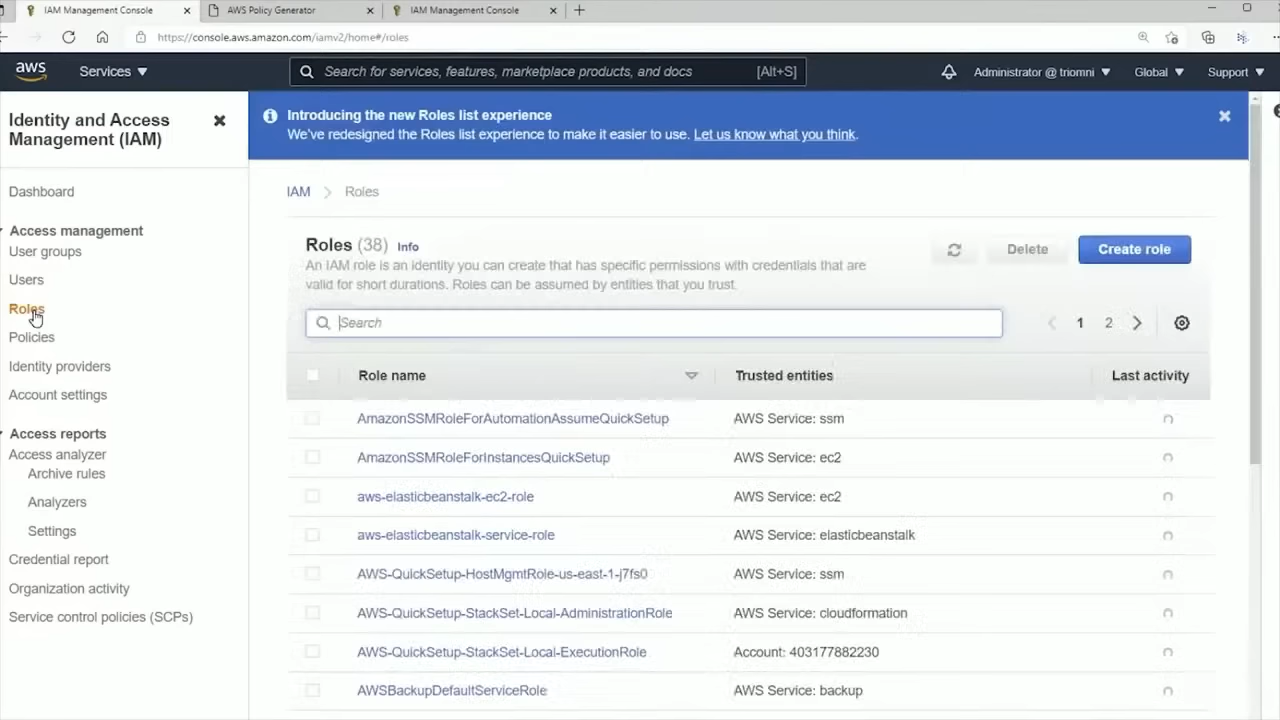 IAM Management Console
AWS Policy Generator
IAM Management Console
https://console.aws.amazon.com/iamv2/home#/roles
aws
Services
Search for services, features, marketplace products, and docs
[Alt+S]
Administrator @ triomni
Global
Support
Identity and Access
Management (IAM)
Dashboard
Access management
User groups
Users
Roles
Policies
Identity providers
Account settings
Access reports
Access analyzer
Archive rules
Analyzers
Settings
Credential report
Organization activity
Service control policies (SCPs)
Introducing the new Roles list experience
We've redesigned the Roles list experience to make it easier to use. Let us know what you think.
IAM > Roles
Roles (38) Info
An IAM role is an identity you can create that has specific permissions with credentials that are
valid for short durations. Roles can be assumed by entities that you trust.
Delete
Create role
Search
1 2
Role name Trusted entities Last activity
AmazonSSMRoleForAutomationAssumeQuickSetup AWS Service: ssm
AmazonSSMRoleForInstancesQuickSetup AWS Service: ec2
aws-elasticbeanstalk-ec2-role AWS Service: ec2
aws-elasticbeanstalk-service-role AWS Service: elasticbeanstalk
AWS-QuickSetup-HostMgmtRole-us-east-1-j7fs0 AWS Service: ssm
AWS-QuickSetup-StackSet-Local-AdministrationRole AWS Service: cloudformation
AWS-QuickSetup-StackSet-Local-ExecutionRole Account: 403177882230
AWSBackupDefaultServiceRole AWS Service: backup